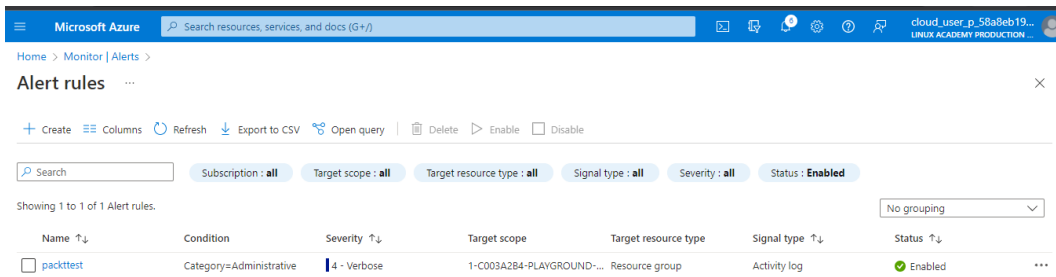 Microsoft Azure Search resources, services, and docs (G+/) cloud_user_p_58a8eb19...
LINUX ACADEMY PRODUCTION ...
Home > Monitor | Alerts >
Alert rules ...
+ Create Columns Refresh Export to CSV Open query Delete Enable Disable
Search Subscription : all Target scope : all Target resource type : all Signal type : all Severity : all Status : Enabled
Showing 1 to 1 of 1 Alert rules. No grouping
Name ↑↓ Condition Severity ↑↓ Target scope Target resource type Signal type ↑↓ Status ↑↓
packttest Category=Administrative 4 - Verbose 1-C003A2B4-PLAYGROUND-... Resource group Activity log Enabled ...